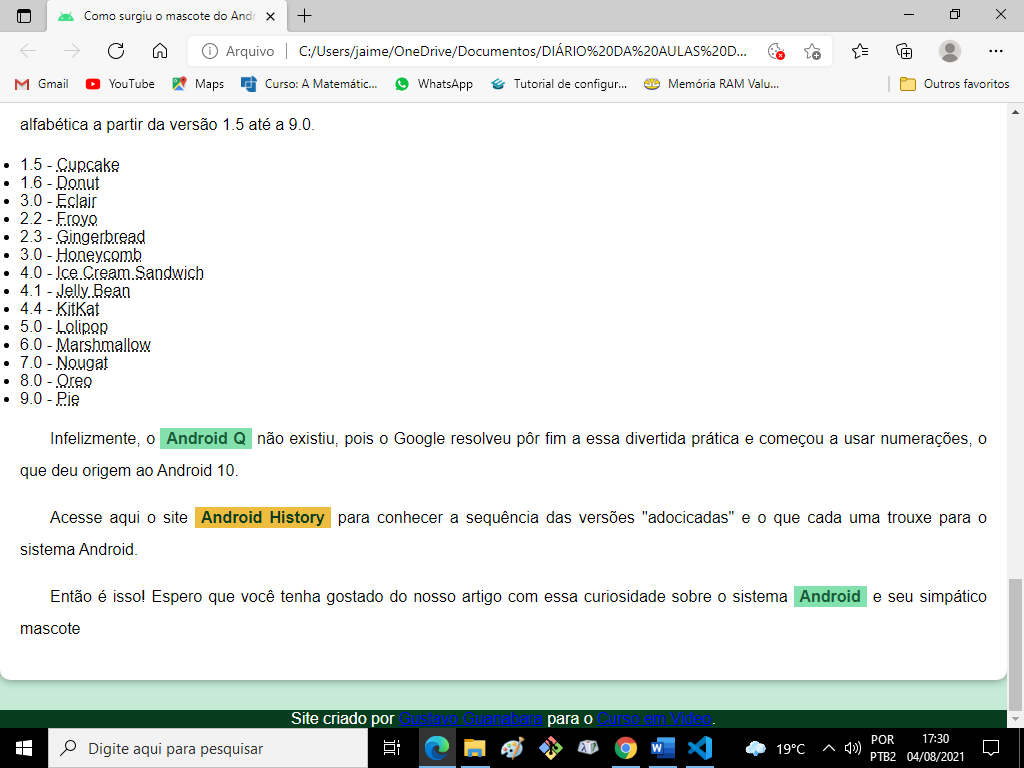 Como surgiu o mascote do Andr
Arquivo
C:/Users/jaime/OneDrive/Documentos/DIÁRIO%20DA%20AULAS%20D...
Gmail
YouTube
Maps
Curso: A Matemátic...
WhatsApp
Tutorial de configur...
Memória RAM Valu...
Outros favoritos
alfabética a partir da versão 1.5 até a 9.0.
1.5 - Cupcake
1.6 - Donut
3.0 - Eclair
2.2 - Froyo
2.3 - Gingerbread
3.0 - Honeycomb
4.0 - Ice Cream Sandwich
4.1 - Jelly Bean
4.4 - KitKat
5.0 - Lolipop
6.0 - Marshmallow
7.0 - Nougat
8.0 - Oreo
9.0 - Pie
Infelizmente, o Android Q não existiu, pois o Google resolveu pôr fim a essa divertida prática e começou a usar numerações, o
que deu origem ao Android 10.
Acesse aqui o site Android History para conhecer a sequência das versões "adocicadas" e o que cada uma trouxe para o
sistema Android.
Então é isso! Espero que você tenha gostado do nosso artigo com essa curiosidade sobre o sistema Android e seu simpático
mascote
Site criado por Gustavo Guanabara para o Curso em Vídeo.
Digite aqui para pesquisar
19°C
POR
PTB2
17:30
04/08/2021